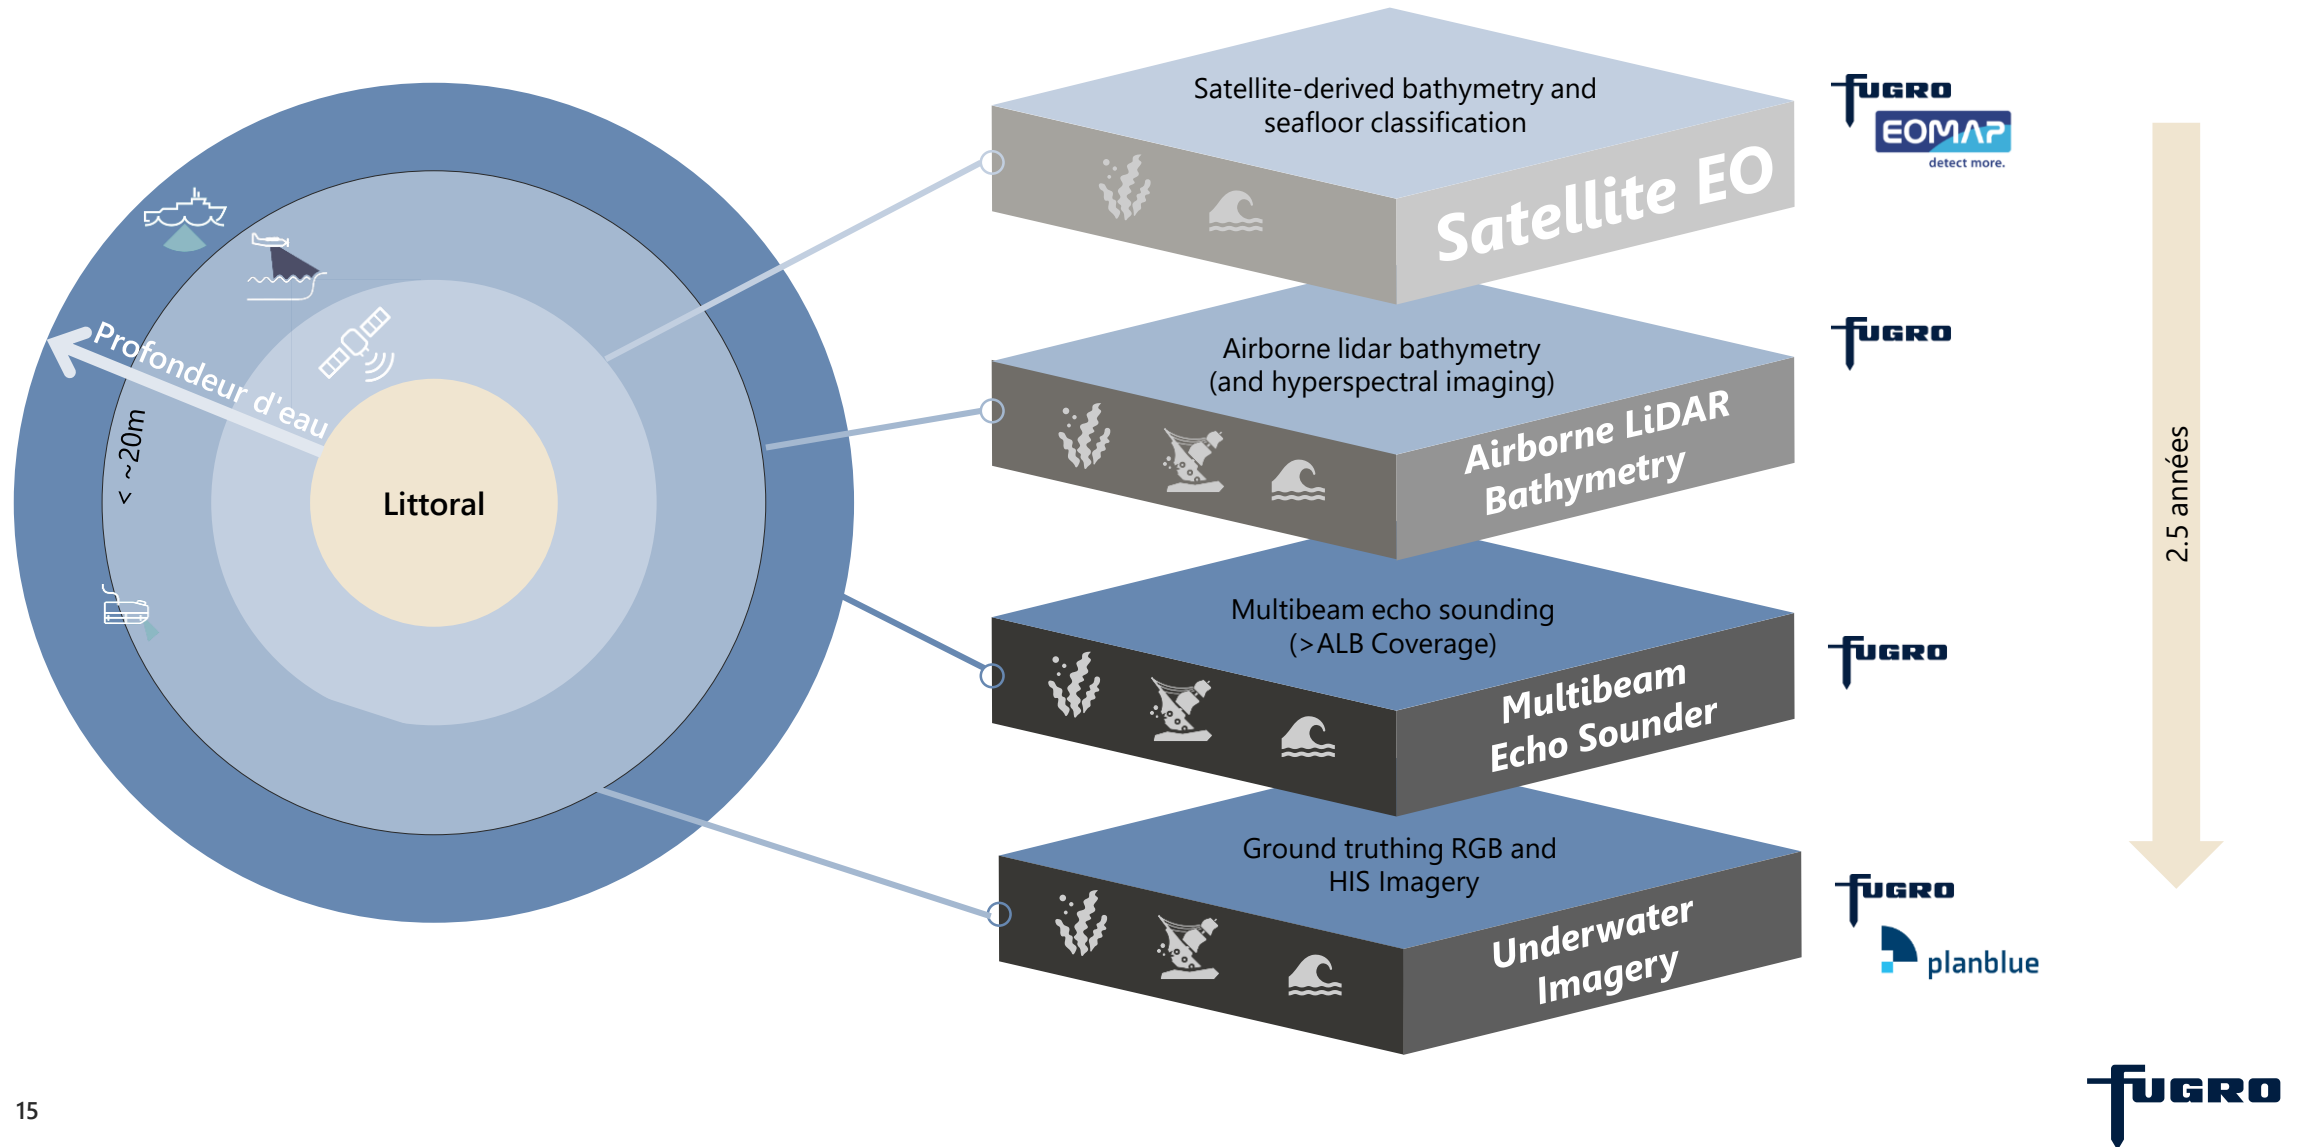 Profondeur d'eau
< ~20m
Littoral
Satellite-derived bathymetry and
seafloor classification
Satellite EO
FUGRO
EOMAP
detect more.
Airborne lidar bathymetry
(and hyperspectral imaging)
Airborne LiDAR
Bathymetry
FUGRO
Multibeam echo sounding
(>ALB Coverage)
Multibeam
Echo Sounder
FUGRO
Ground truthing RGB and
HIS Imagery
Underwater
Imagery
FUGRO
planblue
2.5 années
15
FUGRO